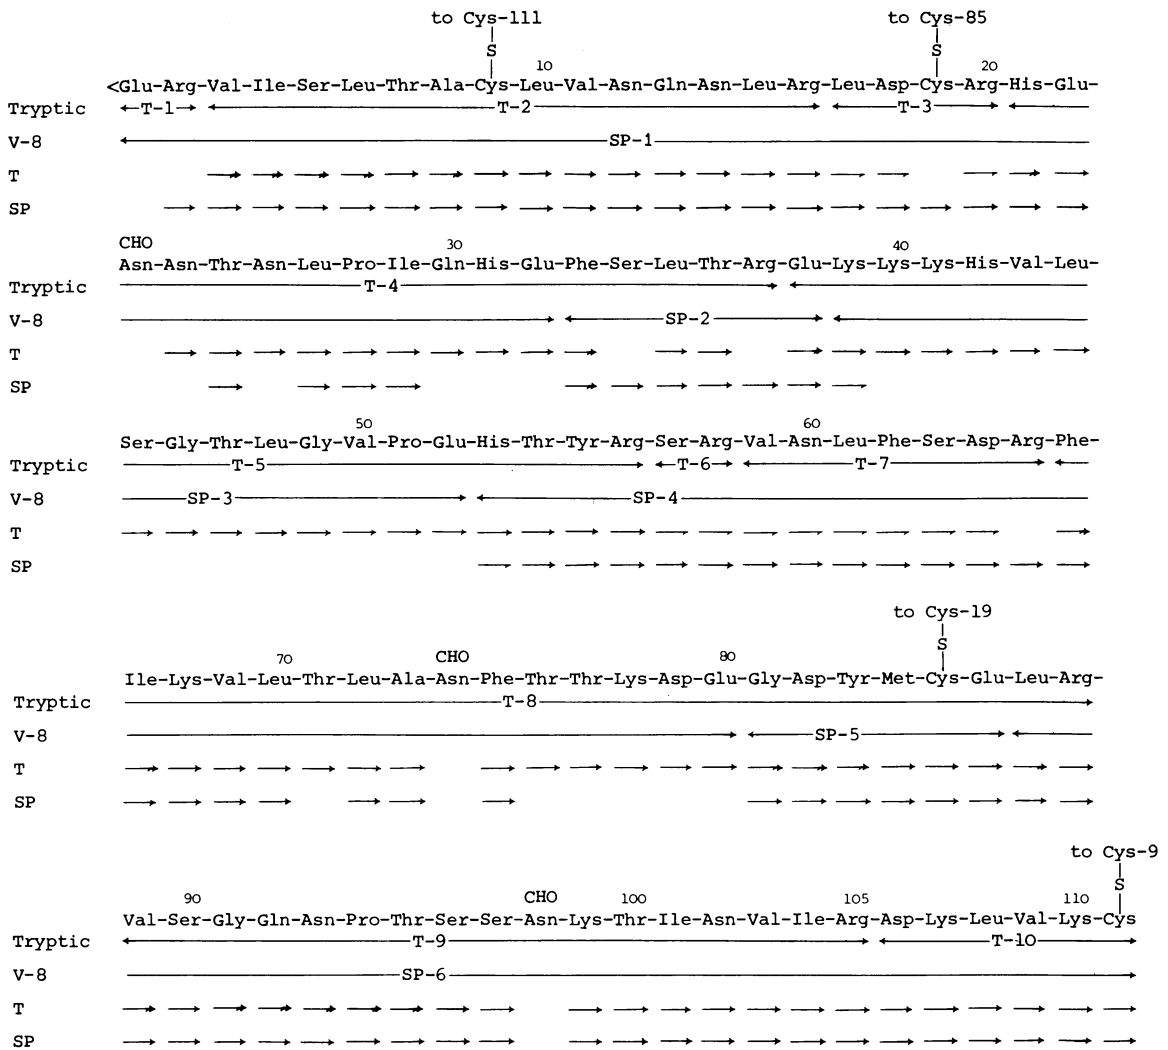 to Cys-111 to Cys-85
S S
10 20
<Glu-Arg-Val-Ile-Ser-Leu-Thr-Ala-Cys-Leu-Val-Asn-Gln-Asn-Leu-Arg-Leu-Asp-Cys-Arg-His-Glu-
Tryptic T-1 T-2 T-3
V-8 SP-1
T
SP
CHO 30 40
Asn-Asn-Thr-Asn-Leu-Pro-Ile-Gln-His-Glu-Phe-Ser-Leu-Thr-Arg-Glu-Lys-Lys-Lys-His-Val-Leu-
Tryptic T-4
V-8 SP-2
T
SP
50 60
Ser-Gly-Thr-Leu-Gly-Val-Pro-Glu-His-Thr-Tyr-Arg-Ser-Arg-Val-Asn-Leu-Phe-Ser-Asp-Arg-Phe-
Tryptic T-5 T-6 T-7
V-8 SP-3 SP-4
T
SP
to Cys-19
S
70 CHO 80
Ile-Lys-Val-Leu-Thr-Leu-Ala-Asn-Phe-Thr-Thr-Lys-Asp-Glu-Gly-Asp-Tyr-Met-Cys-Glu-Leu-Arg-
Tryptic T-8
V-8 SP-5
T
SP
to Cys-9
S
90 CHO 100 105 110
Val-Ser-Gly-Gln-Asn-Pro-Thr-Ser-Ser-Asn-Lys-Thr-Ile-Asn-Val-Ile-Arg-Asp-Lys-Leu-Val-Lys-Cys
Tryptic T-9 T-10
V-8 SP-6
T
SP